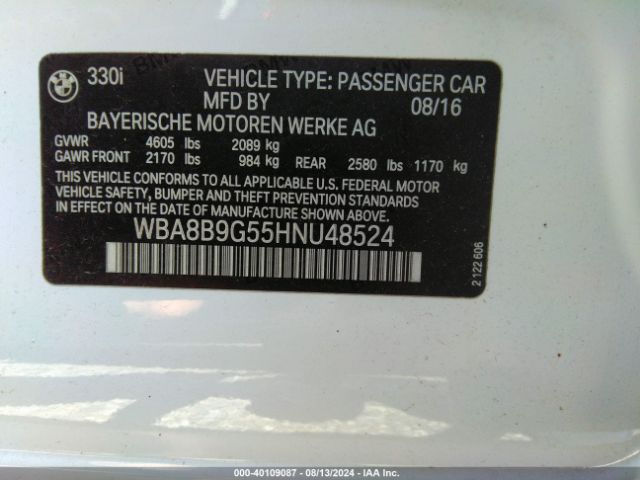 330i VEHICLE TYPE: PASSENGER CAR
MFD BY 08/16
BAYERISCHE MOTOREN WERKE AG
GVWR 4605 lbs 2089 kg
GAWR FRONT 2170 lbs 984 kg REAR 2580 lbs 1170 kg
THIS VEHICLE CONFORMS TO ALL APPLICABLE U.S. FEDERAL MOTOR
VEHICLE SAFETY, BUMPER AND THEFT PREVENTION STANDARDS
IN EFFECT ON THE DATE OF MANUFACTURE SHOWN ABOVE.
WBA8B9G55HNU48524
2 122 606
000-40109087 - 08/13/2024 - IAA Inc.